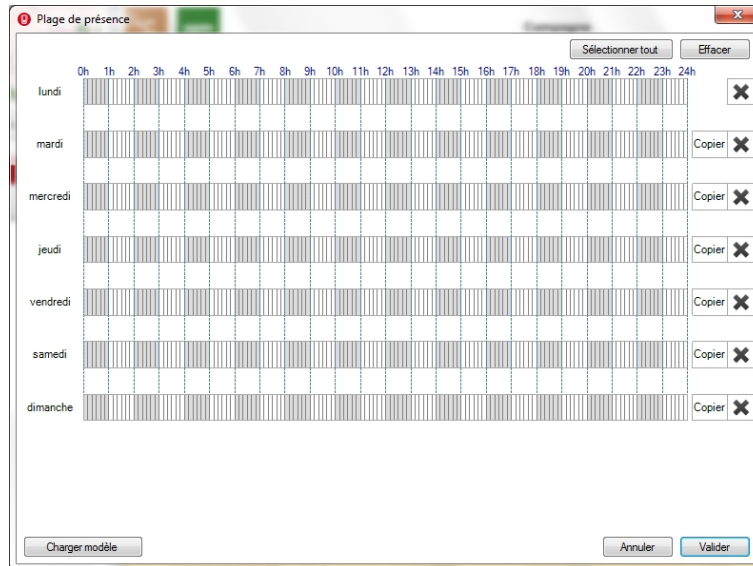 Plage de présence
Compagne
Sélectionner tout Effacer
0h 1h 2h 3h 4h 5h 6h 7h 8h 9h 10h 11h 12h 13h 14h 15h 16h 17h 18h 19h 20h 21h 22h 23h 24h
lundi
mardi Copier
mercredi Copier
jeudi Copier
vendredi Copier
samedi Copier
dimanche Copier
Charger modèle Annuler Valider